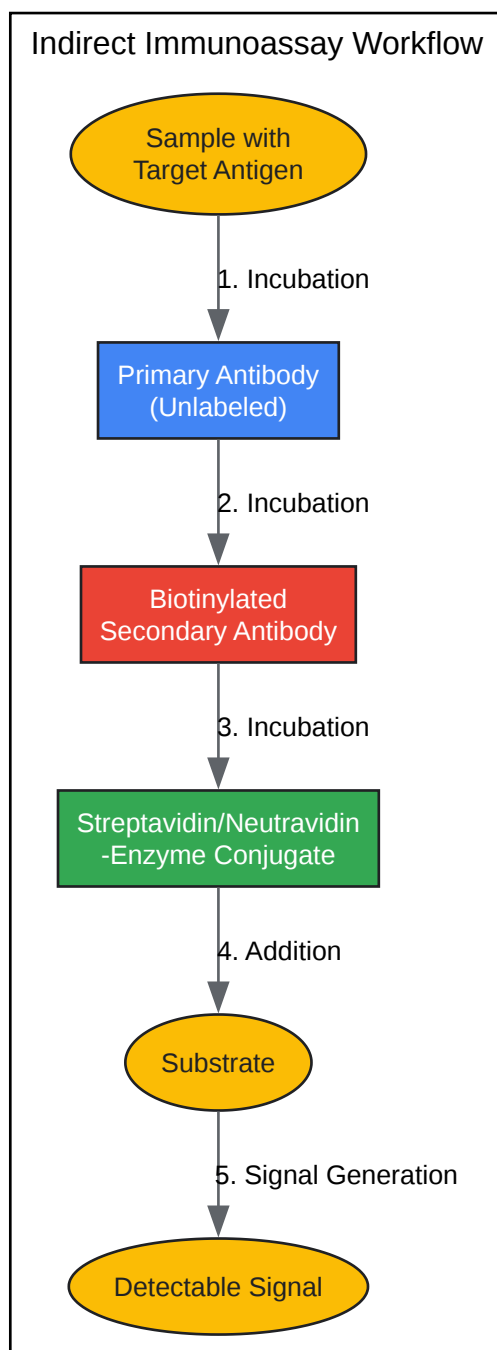 Indirect Immunoassay Workflow
Sample with
Target Antigen
1. Incubation
Primary Antibody
(Unlabeled)
2. Incubation
Biotinylated
Secondary Antibody
3. Incubation
Streptavidin/Neutravidin
-Enzyme Conjugate
4. Addition
Substrate
5. Signal Generation
Detectable Signal